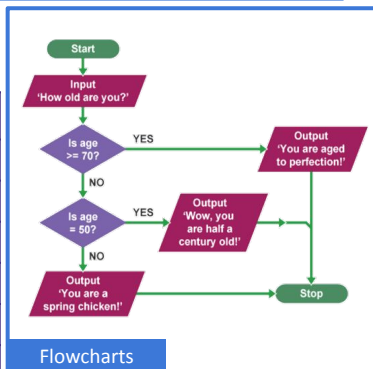 Start
Input
‘How old are you?’
Is age
>= 70?
YES
Output
‘You are aged
to perfection!’
NO
Is age
= 50?
YES
Output
‘Wow, you
are half a
century old!’
NO
Output
‘You are a
spring chicken!’
Stop
Flowcharts